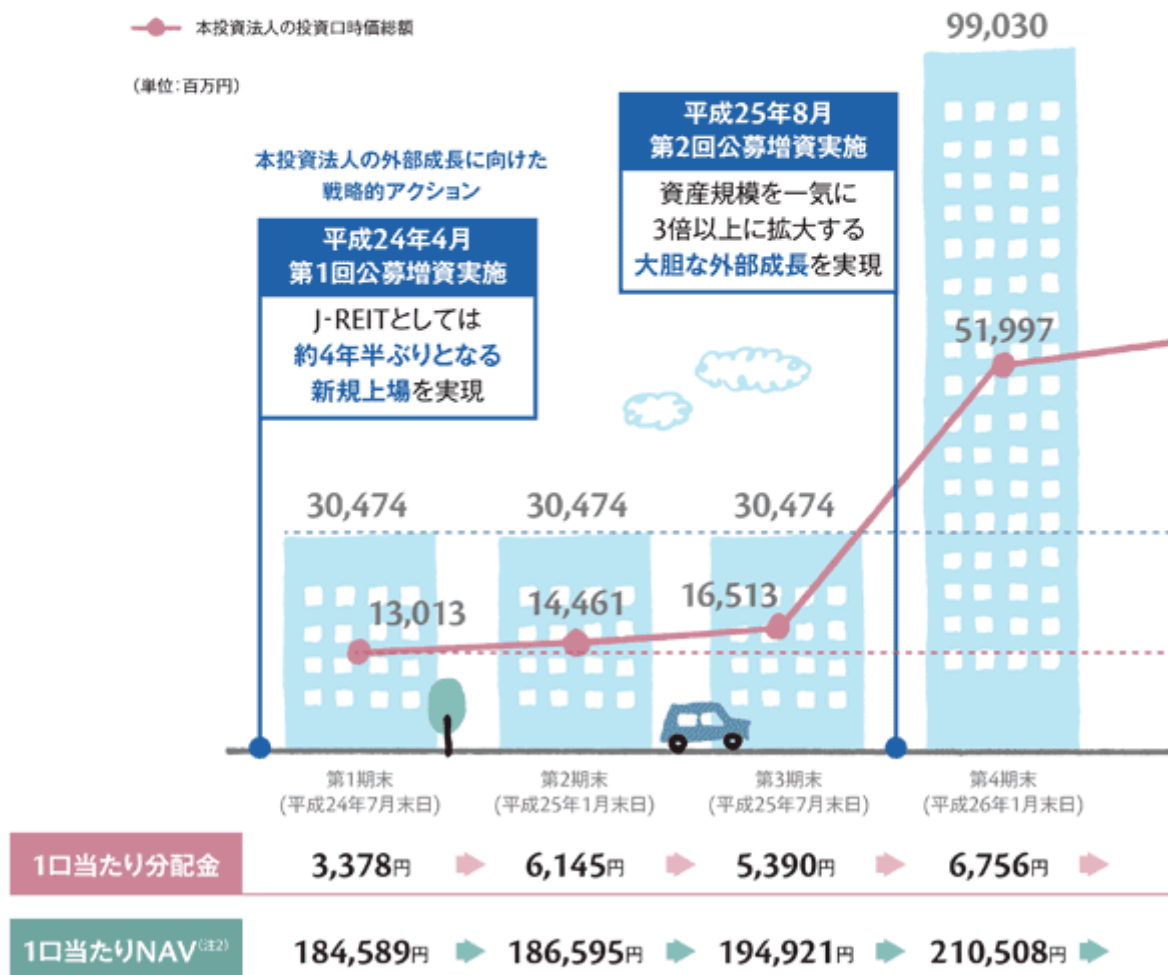 本投資法人の投資口時価総額
（単位：百万円）
本投資法人の外部成長に向けた
戦略的アクション
平成24年4月
第1回公募増資実施
J-REITとしては
約4年半ぶりとなる
新規上場を実現
平成25年8月
第2回公募増資実施
資産規模を一気に
3倍以上に拡大する
大胆な外部成長を実現
99,030
51,997
30,474 30,474 30,474
13,013 14,461 16,513
第1期末 第2期末 第3期末 第4期末
(平成24年7月末日) (平成25年1月末日) (平成25年7月末日) (平成26年1月末日)
1口当たり分配金 3,378円 6,145円 5,390円 6,756円
1口当たりNAV(注2) 184,589円 186,595円 194,921円 210,508円